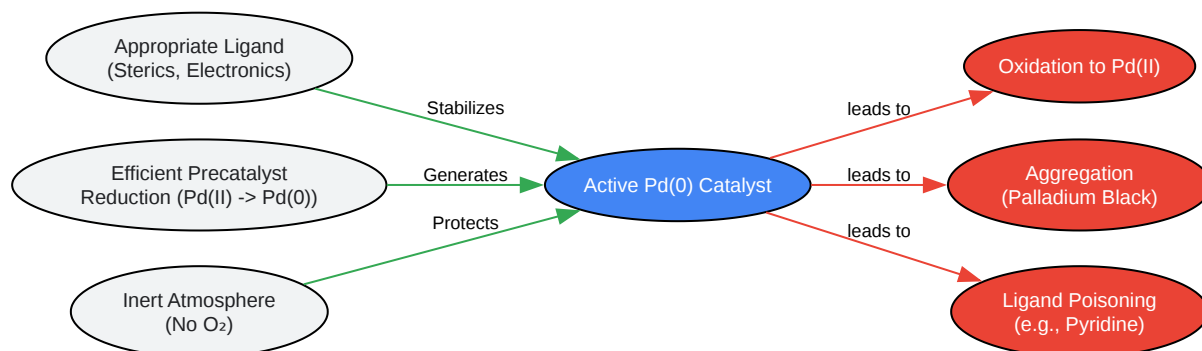 Appropriate Ligand
(Sterics, Electronics)
Stabilizes
Efficient Precatalyst
Reduction (Pd(II) -> Pd(0))
Generates
Inert Atmosphere
(No O₂)
Protects
Active Pd(0) Catalyst
leads to
Oxidation to Pd(II)
leads to
Aggregation
(Palladium Black)
leads to
Ligand Poisoning
(e.g., Pyridine)